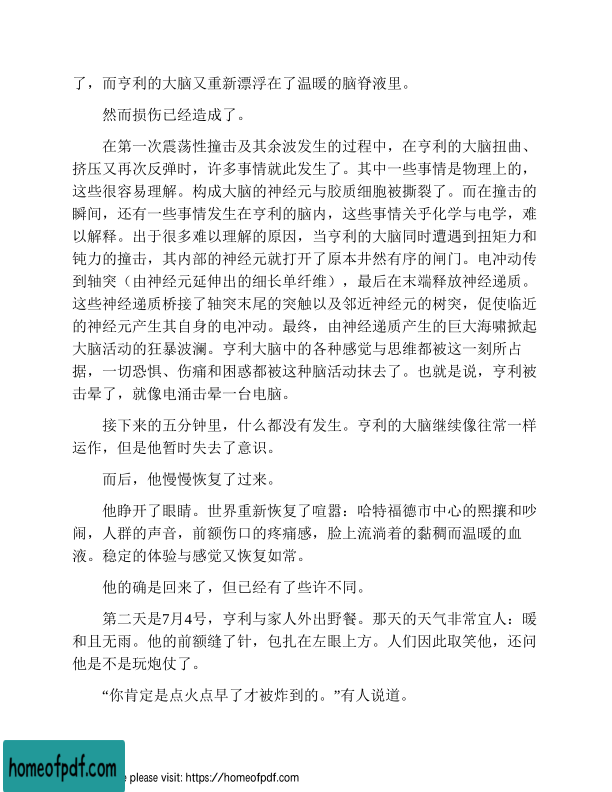 了，而亨利的大脑又重新漂浮在了温暖的脑脊液里。
然而损伤已经造成了。
在第一次震荡性撞击及其余波发生的过程中，在亨利的大脑扭曲、
挤压又再次反弹时，许多事情就此发生了。其中一些事情是物理上的，
这些很容易理解。构成大脑的神经元与胶质细胞被撕裂了。而在撞击的
瞬间，还有一些事情发生在亨利的脑内，这些事情关乎化学与电学，难
以解释。出于很多难以理解的原因，当亨利的大脑同时遭遇到扭矩力和
钝力的撞击，其内部的神经元就打开了原本井然有序的闸门。电冲动传
到轴突（由神经元延伸出的细长单纤维），最后在末端释放神经递质。
这些神经递质桥接了轴突末尾的突触以及邻近神经元的树突，促使临近
的神经元产生其自身的电冲动。最终，由神经递质产生的巨大海啸掀起
大脑活动的狂暴波澜。亨利大脑中的各种感觉与思维都被这一刻所占
据，一切恐惧、伤痛和困惑都被这种脑活动抹去了。也就是说，亨利被
击晕了，就像电涌击晕一台电脑。
接下来的五分钟里，什么都没有发生。亨利的大脑继续像往常一样
运作，但是他暂时失去了意识。
而后，他慢慢恢复了过来。
他睁开了眼睛。世界重新恢复了喧嚣：哈特福德市中心的熙攘和吵
闹，人群的声音，前额伤口的疼痛感，脸上流淌着的黏稠而温暖的血
液。稳定的体验与感觉又恢复如常。
他的确是回来了，但已经有了些许不同。
第二天是7月4号，亨利与家人外出野餐。那天的天气非常宜人：暖
和且无雨。他的前额缝了针，包扎在左眼上方。人们因此取笑他，还问
他是不是玩炮仗了。
“你肯定是点火点早了才被炸到的。”有人说道。
homeofpdf.com
e please visit: https://homeofpdf.com